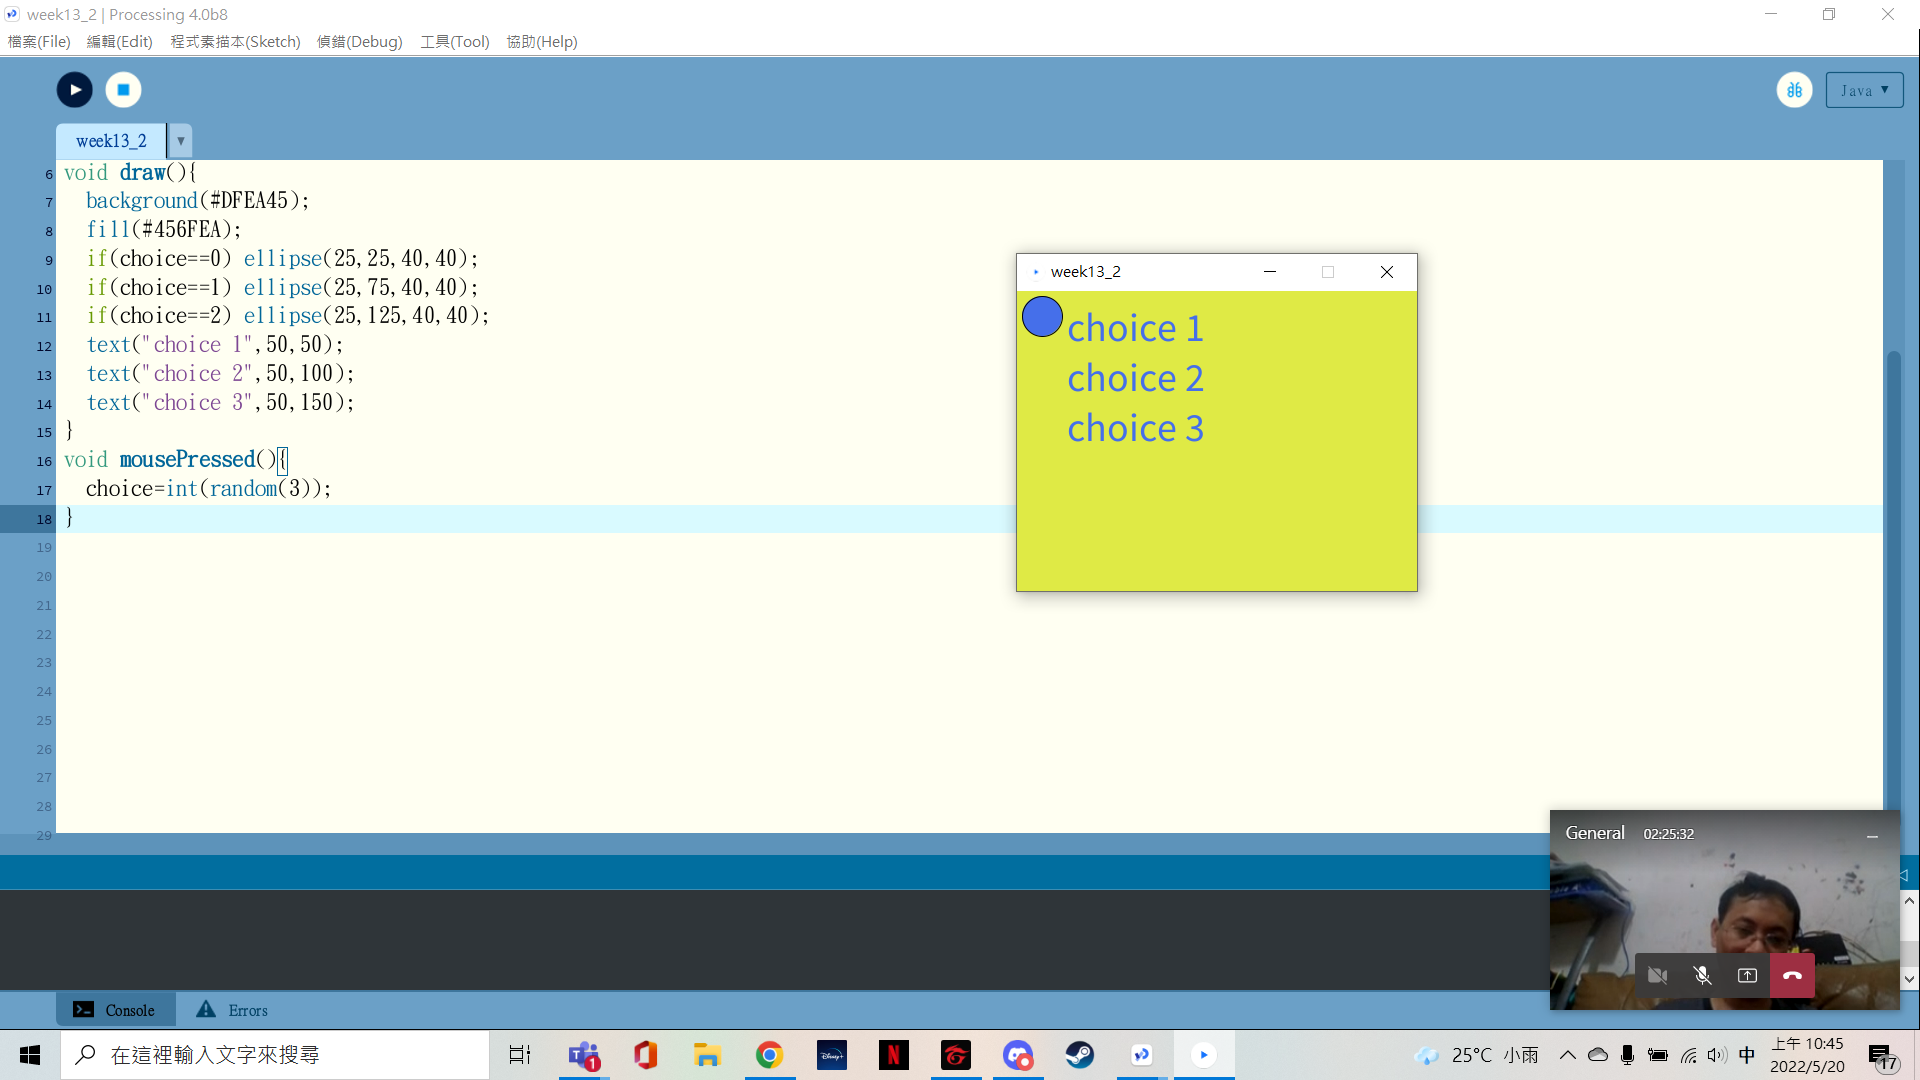 week13_2 | Processing 4.0b8
檔案(File) 編輯(Edit) 程式素描本(Sketch) 偵錯(Debug) 工具(Tool) 協助(Help)
Java ▼
week13_2 ▼
6 void draw(){
7 background(#DFEA45);
8 fill(#456FEA);
9 if(choice==0) ellipse(25,25,40,40);
10 if(choice==1) ellipse(25,75,40,40);
11 if(choice==2) ellipse(25,125,40,40);
12 text("choice 1",50,50);
13 text("choice 2",50,100);
14 text("choice 3",50,150);
15 }
16 void mousePressed(){
17 choice=int(random(3));
18 }
19
20
21
22
23
24
25
26
27
28
29
week13_2
choice 1
choice 2
choice 3
General 02:25:32
Console Errors
在這裡輸入文字來搜尋
1
Disney+
N
25°C 小雨
中
上午 10:45
2022/5/20
17